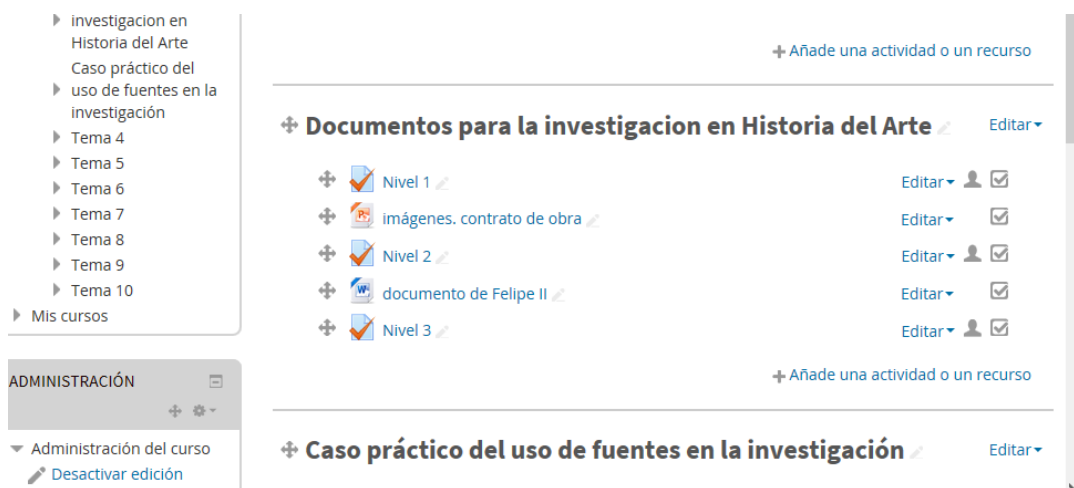 investigacion en
Historia del Arte
Caso práctico del
uso de fuentes en la
investigación
Tema 4
Tema 5
Tema 6
Tema 7
Tema 8
Tema 9
Tema 10
Mis cursos
ADMINISTRACIÓN
Administración del curso
Desactivar edición
Añade una actividad o un recurso
Documentos para la investigacion en Historia del Arte Editar
Nivel 1 Editar
imágenes. contrato de obra Editar
Nivel 2 Editar
documento de Felipe II Editar
Nivel 3 Editar
Añade una actividad o un recurso
Caso práctico del uso de fuentes en la investigación Editar